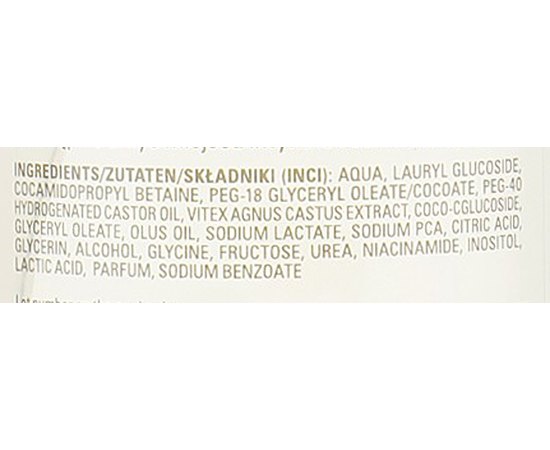 INGREDIENTS/ZUTATEN/SKŁADNIKI (INCI): AQUA, LAURYL GLUCOSIDE,
COCAMIDOPROPYL BETAINE, PEG-18 GLYCERYL OLEATE/COCOATE, PEG-40
HYDROGENATED CASTOR OIL, VITEX AGNUS CASTUS EXTRACT, COCO-CGLUCOSIDE,
GLYCERYL OLEATE, OLUS OIL, SODIUM LACTATE, SODIUM PCA, CITRIC ACID,
GLYCERIN, ALCOHOL, GLYCINE, FRUCTOSE, UREA, NIACINAMIDE, INOSITOL,
LACTIC ACID, PARFUM, SODIUM BENZOATE